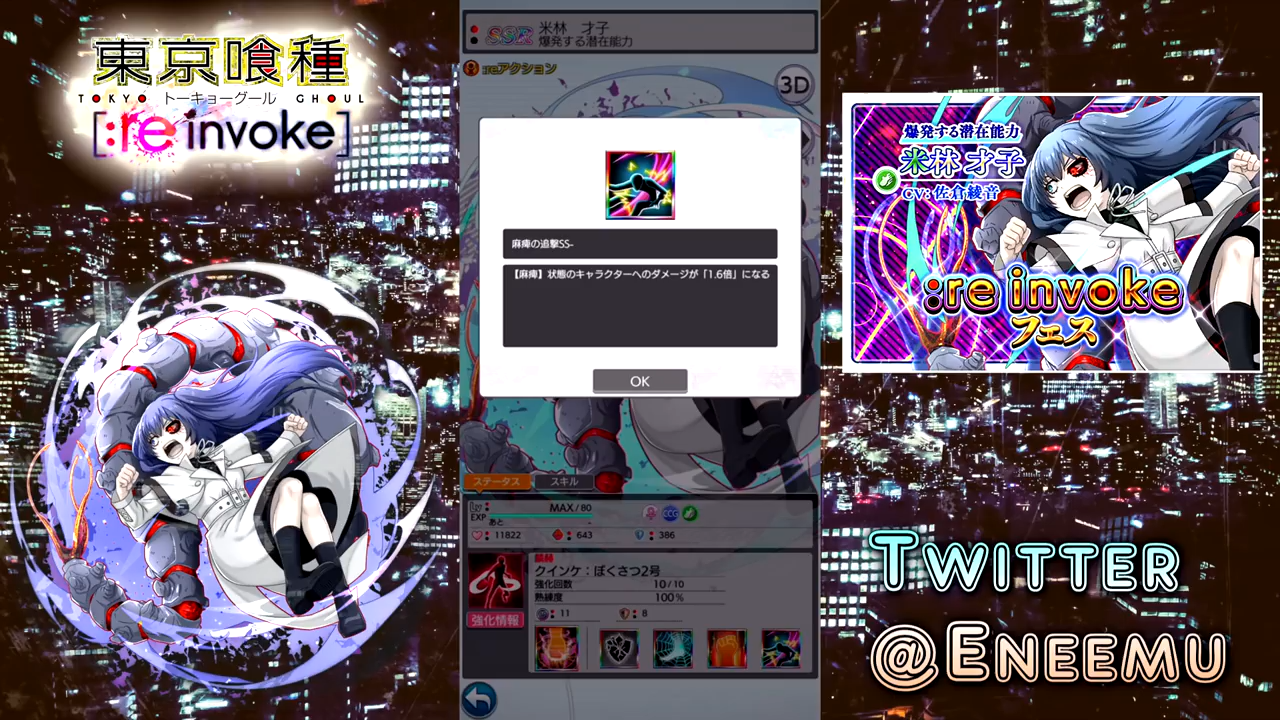 東京喰種
TOKYO トーキョーグール GHOUL
[:re invoke]
SSR 米林 才子
爆発する潜在能力
:reアクション
3D
麻痺の追撃SS-
【麻痺】状態のキャラクターへのダメージが「1.6倍」になる
OK
ステータス
スキル
Lv
MAX/80
EXP
あと
CCG
11822
643
386
鱗赫
クインケ：ぼくさつ2号
強化回数 10/10
熟練度 100%
強化情報
11
8
爆発する潜在能力
米林 才子
CV: 佐倉綾音
:re invoke
フェス
TWITTER
@ENEEMU